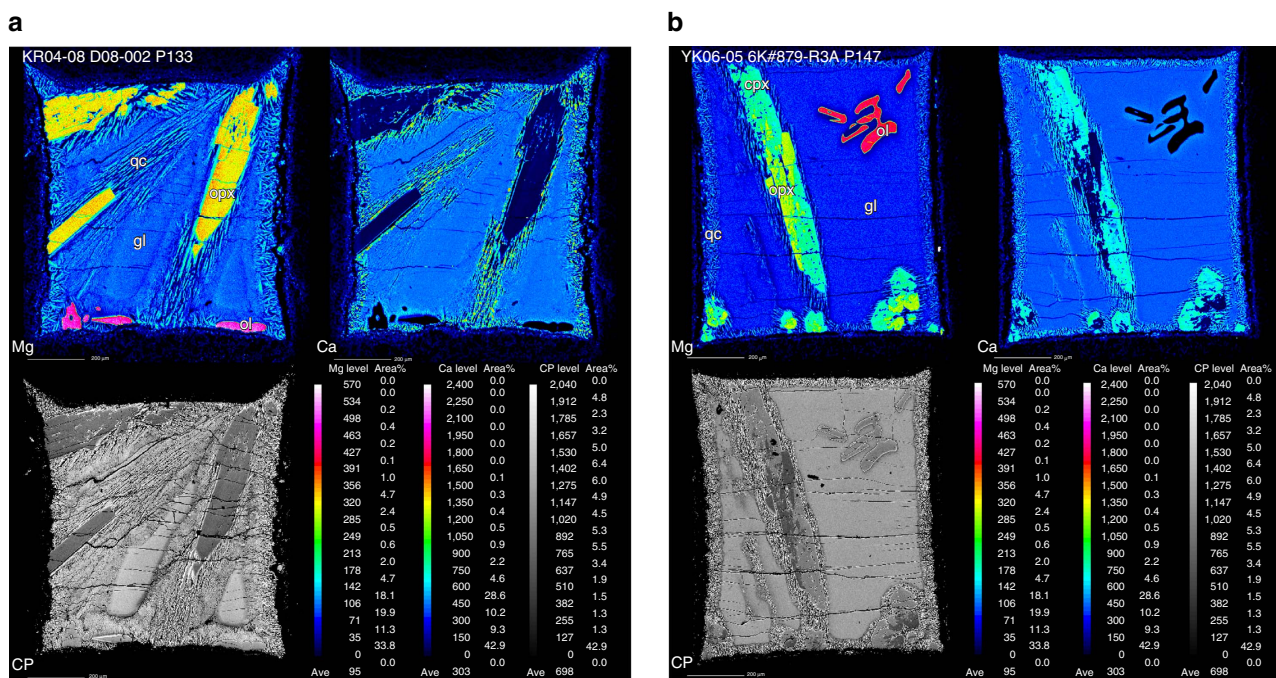 a
KR04-08 D08-002 P133
qc
opx
gl
ol
Mg
200 µm
Ca
200 µm
CP
200 µm
Mg level Area% Ca level Area% CP level Area%
0.0 0.0 0.0
570 0.0 2,400 0.0 2,040 4.8
534 0.2 2,250 0.0 1,912 2.3
498 0.4 2,100 0.0 1,785 3.2
463 0.2 1,950 0.0 1,657 5.0
427 0.1 1,800 0.0 1,530 6.4
391 1.0 1,650 0.1 1,402 6.0
356 4.7 1,500 0.3 1,275 4.9
320 2.4 1,350 0.4 1,147 4.5
285 0.5 1,200 0.6 1,020 5.3
249 0.6 1,050 0.9 892 5.5
213 2.0 900 2.2 765 3.4
178 4.7 750 4.6 637 1.9
142 18.1 600 28.6 510 1.5
106 19.9 450 10.2 382 1.3
71 11.3 300 9.3 255 1.3
35 33.8 150 42.9 127 42.9
0 0.0 0 0.0 0 0.0
Ave 95 Ave 303 Ave 698
b
YK06-05 6K#879-R3A P147
cpx
ol
opx
gl
qc
Mg
200 µm
Ca
200 µm
CP
200 µm
Mg level Area% Ca level Area% CP level Area%
0.0 0.0 0.0
570 0.0 2,400 0.0 2,040 4.8
534 0.2 2,250 0.0 1,912 2.3
498 0.4 2,100 0.0 1,785 3.2
463 0.2 1,950 0.0 1,657 5.0
427 0.1 1,800 0.0 1,530 6.4
391 1.0 1,650 0.1 1,402 6.0
356 4.7 1,500 0.3 1,275 4.9
320 2.4 1,350 0.4 1,147 4.5
285 0.5 1,200 0.6 1,020 5.3
249 0.6 1,050 0.9 892 5.5
213 2.0 900 2.2 765 3.4
178 4.7 750 4.6 637 1.9
142 18.1 600 28.6 510 1.5
106 19.9 450 10.2 382 1.3
71 11.3 300 9.3 255 1.3
35 33.8 150 42.9 127 42.9
0 0.0 0 0.0 0 0.0
Ave 95 Ave 303 Ave 698